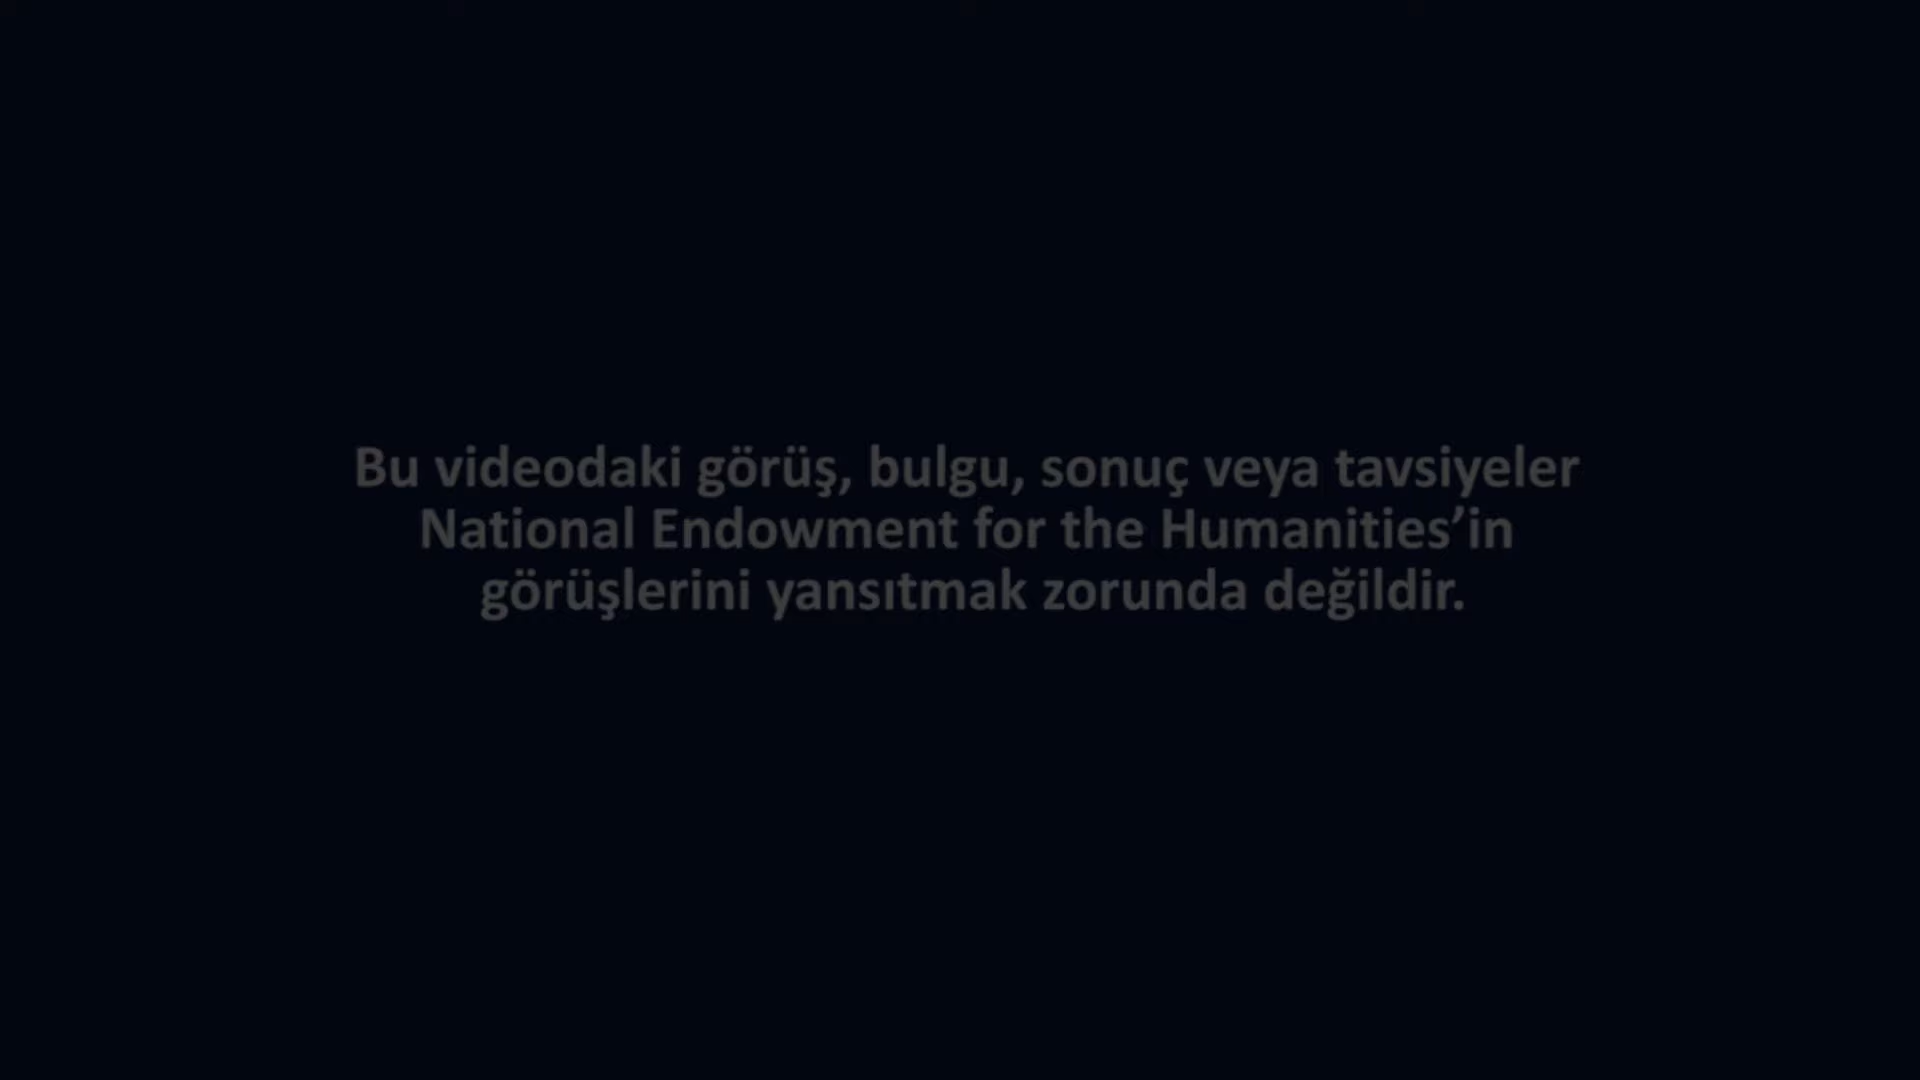 Bu videodaki görüş, bulgu, sonuç veya tavsiyeler
National Endowment for the Humanities’in
görüşlerini yansıtmak zorunda değildir.